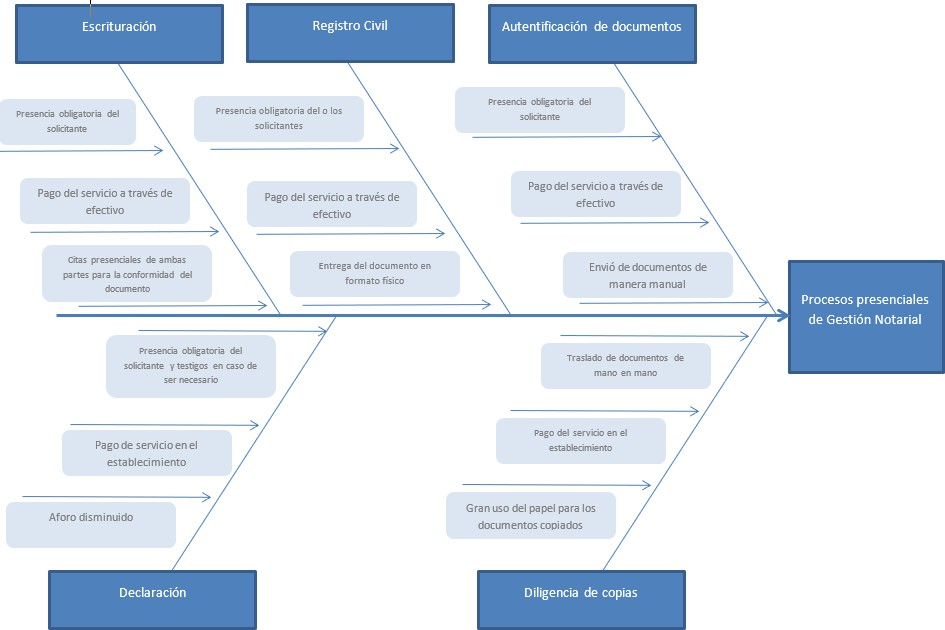 Escrituración
Registro Civil
Autentificación de documentos
Presencia obligatoria del
solicitante
Pago del servicio a través de
efectivo
Citas presenciales de ambas
partes para la conformidad del
documento
Presencia obligatoria del o los
solicitantes
Pago del servicio a través de
efectivo
Entrega del documento en
formato físico
Presencia obligatoria del
solicitante
Pago del servicio a través de
efectivo
Envió de documentos de
manera manual
Procesos presenciales
de Gestión Notarial
Presencia obligatoria del
solicitante y testigos en caso de
ser necesario
Pago de servicio en el
establecimiento
Aforo disminuido
Traslado de documentos de
mano en mano
Pago del servicio en el
establecimiento
Gran uso del papel para los
documentos copiados
Declaración
Diligencia de copias